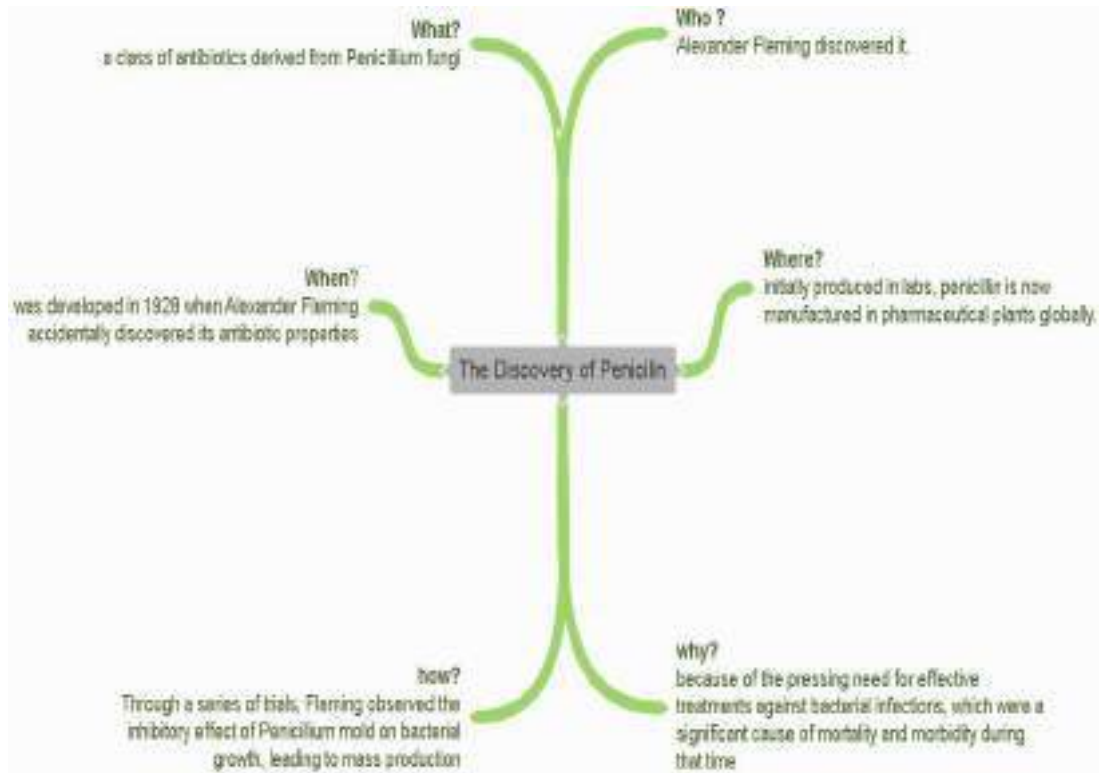 What?
a class of antibiotics derived from Penicillium fungi
Who ?
Alexander Fleming discovered it.
When?
was developed in 1928 when Alexander Fleming
accidentally discovered its antibiotic properties
Where?
initially produced in labs, penicillin is now
manufactured in pharmaceutical plants globally.
The Discovery of Penicilin
how?
Through a series of trials, Fleming observed the
inhibitory effect of Penicillium mold on bacterial
growth, leading to mass production
why?
because of the pressing need for effective
treatments against bacterial infections, which were a
significant cause of mortality and morbidity during
that time